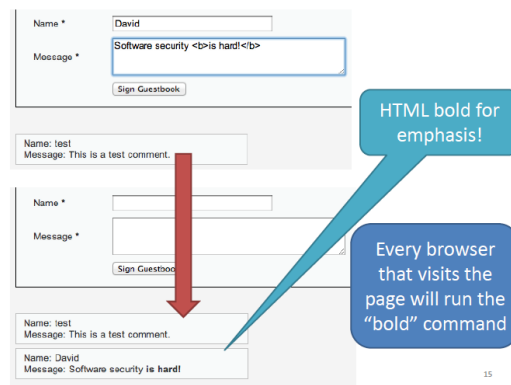 Name *
David
Message *
Software security <b>is hard!</b>
Sign Guestbook
Name: test
Message: This is a test comment.
HTML bold for
emphasis!
Name *
Message *
Sign Guestboo
Name: test
Message: This is a test comment.
Name: David
Message: Software security is hard!
Every browser
that visits the
page will run the
“bold” command
15